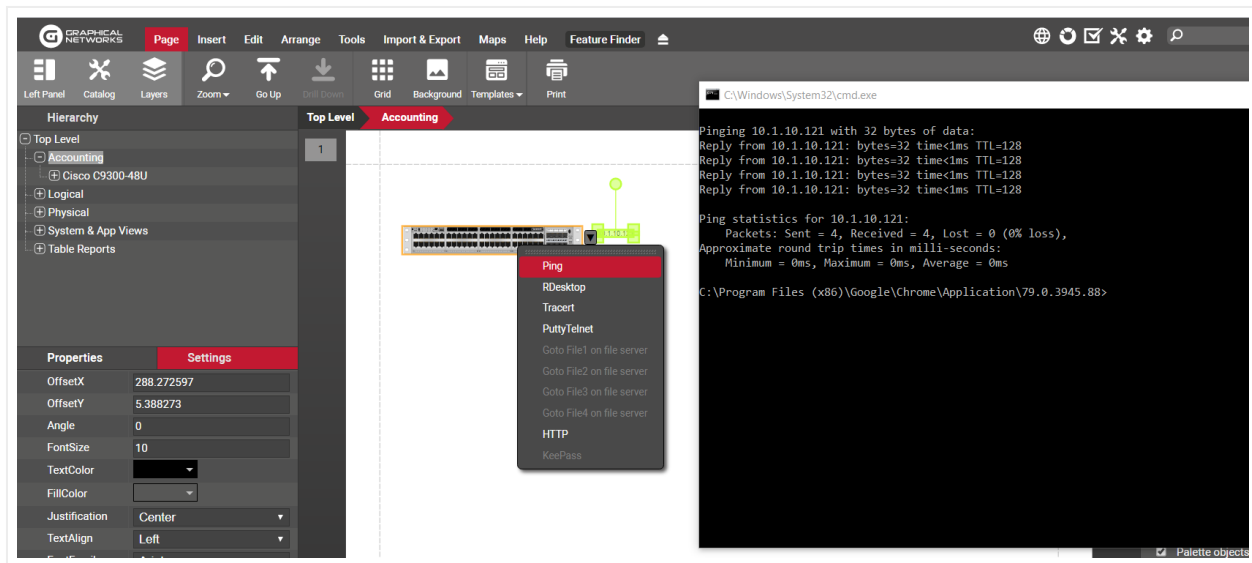 GRAPHICAL NETWORKS
Page Insert Edit Arrange Tools Import & Export Maps Help Feature Finder
Left Panel Catalog Layers Zoom Go Up Drill Down Grid Background Templates Print
Hierarchy
Top Level
Accounting
Cisco C9300-48U
Logical
Physical
System & App Views
Table Reports
Properties Settings
OffsetX 288.272597
OffsetY 5.388273
Angle 0
FontSize 10
TextColor
FillColor
Justification Center
TextAlign Left
Top Level Accounting
1
Ping
RDesktop
Tracert
PuttyTelnet
Goto File1 on file server
Goto File2 on file server
Goto File3 on file server
Goto File4 on file server
HTTP
KeePass
C:\Windows\System32\cmd.exe
Pinging 10.1.10.121 with 32 bytes of data:
Reply from 10.1.10.121: bytes=32 time<1ms TTL=128
Reply from 10.1.10.121: bytes=32 time<1ms TTL=128
Reply from 10.1.10.121: bytes=32 time<1ms TTL=128
Reply from 10.1.10.121: bytes=32 time<1ms TTL=128
Ping statistics for 10.1.10.121:
Packets: Sent = 4, Received = 4, Lost = 0 (0% loss),
Approximate round trip times in milli-seconds:
Minimum = 0ms, Maximum = 0ms, Average = 0ms
C:\Program Files (x86)\Google\Chrome\Application\79.0.3945.88>
Palette objects